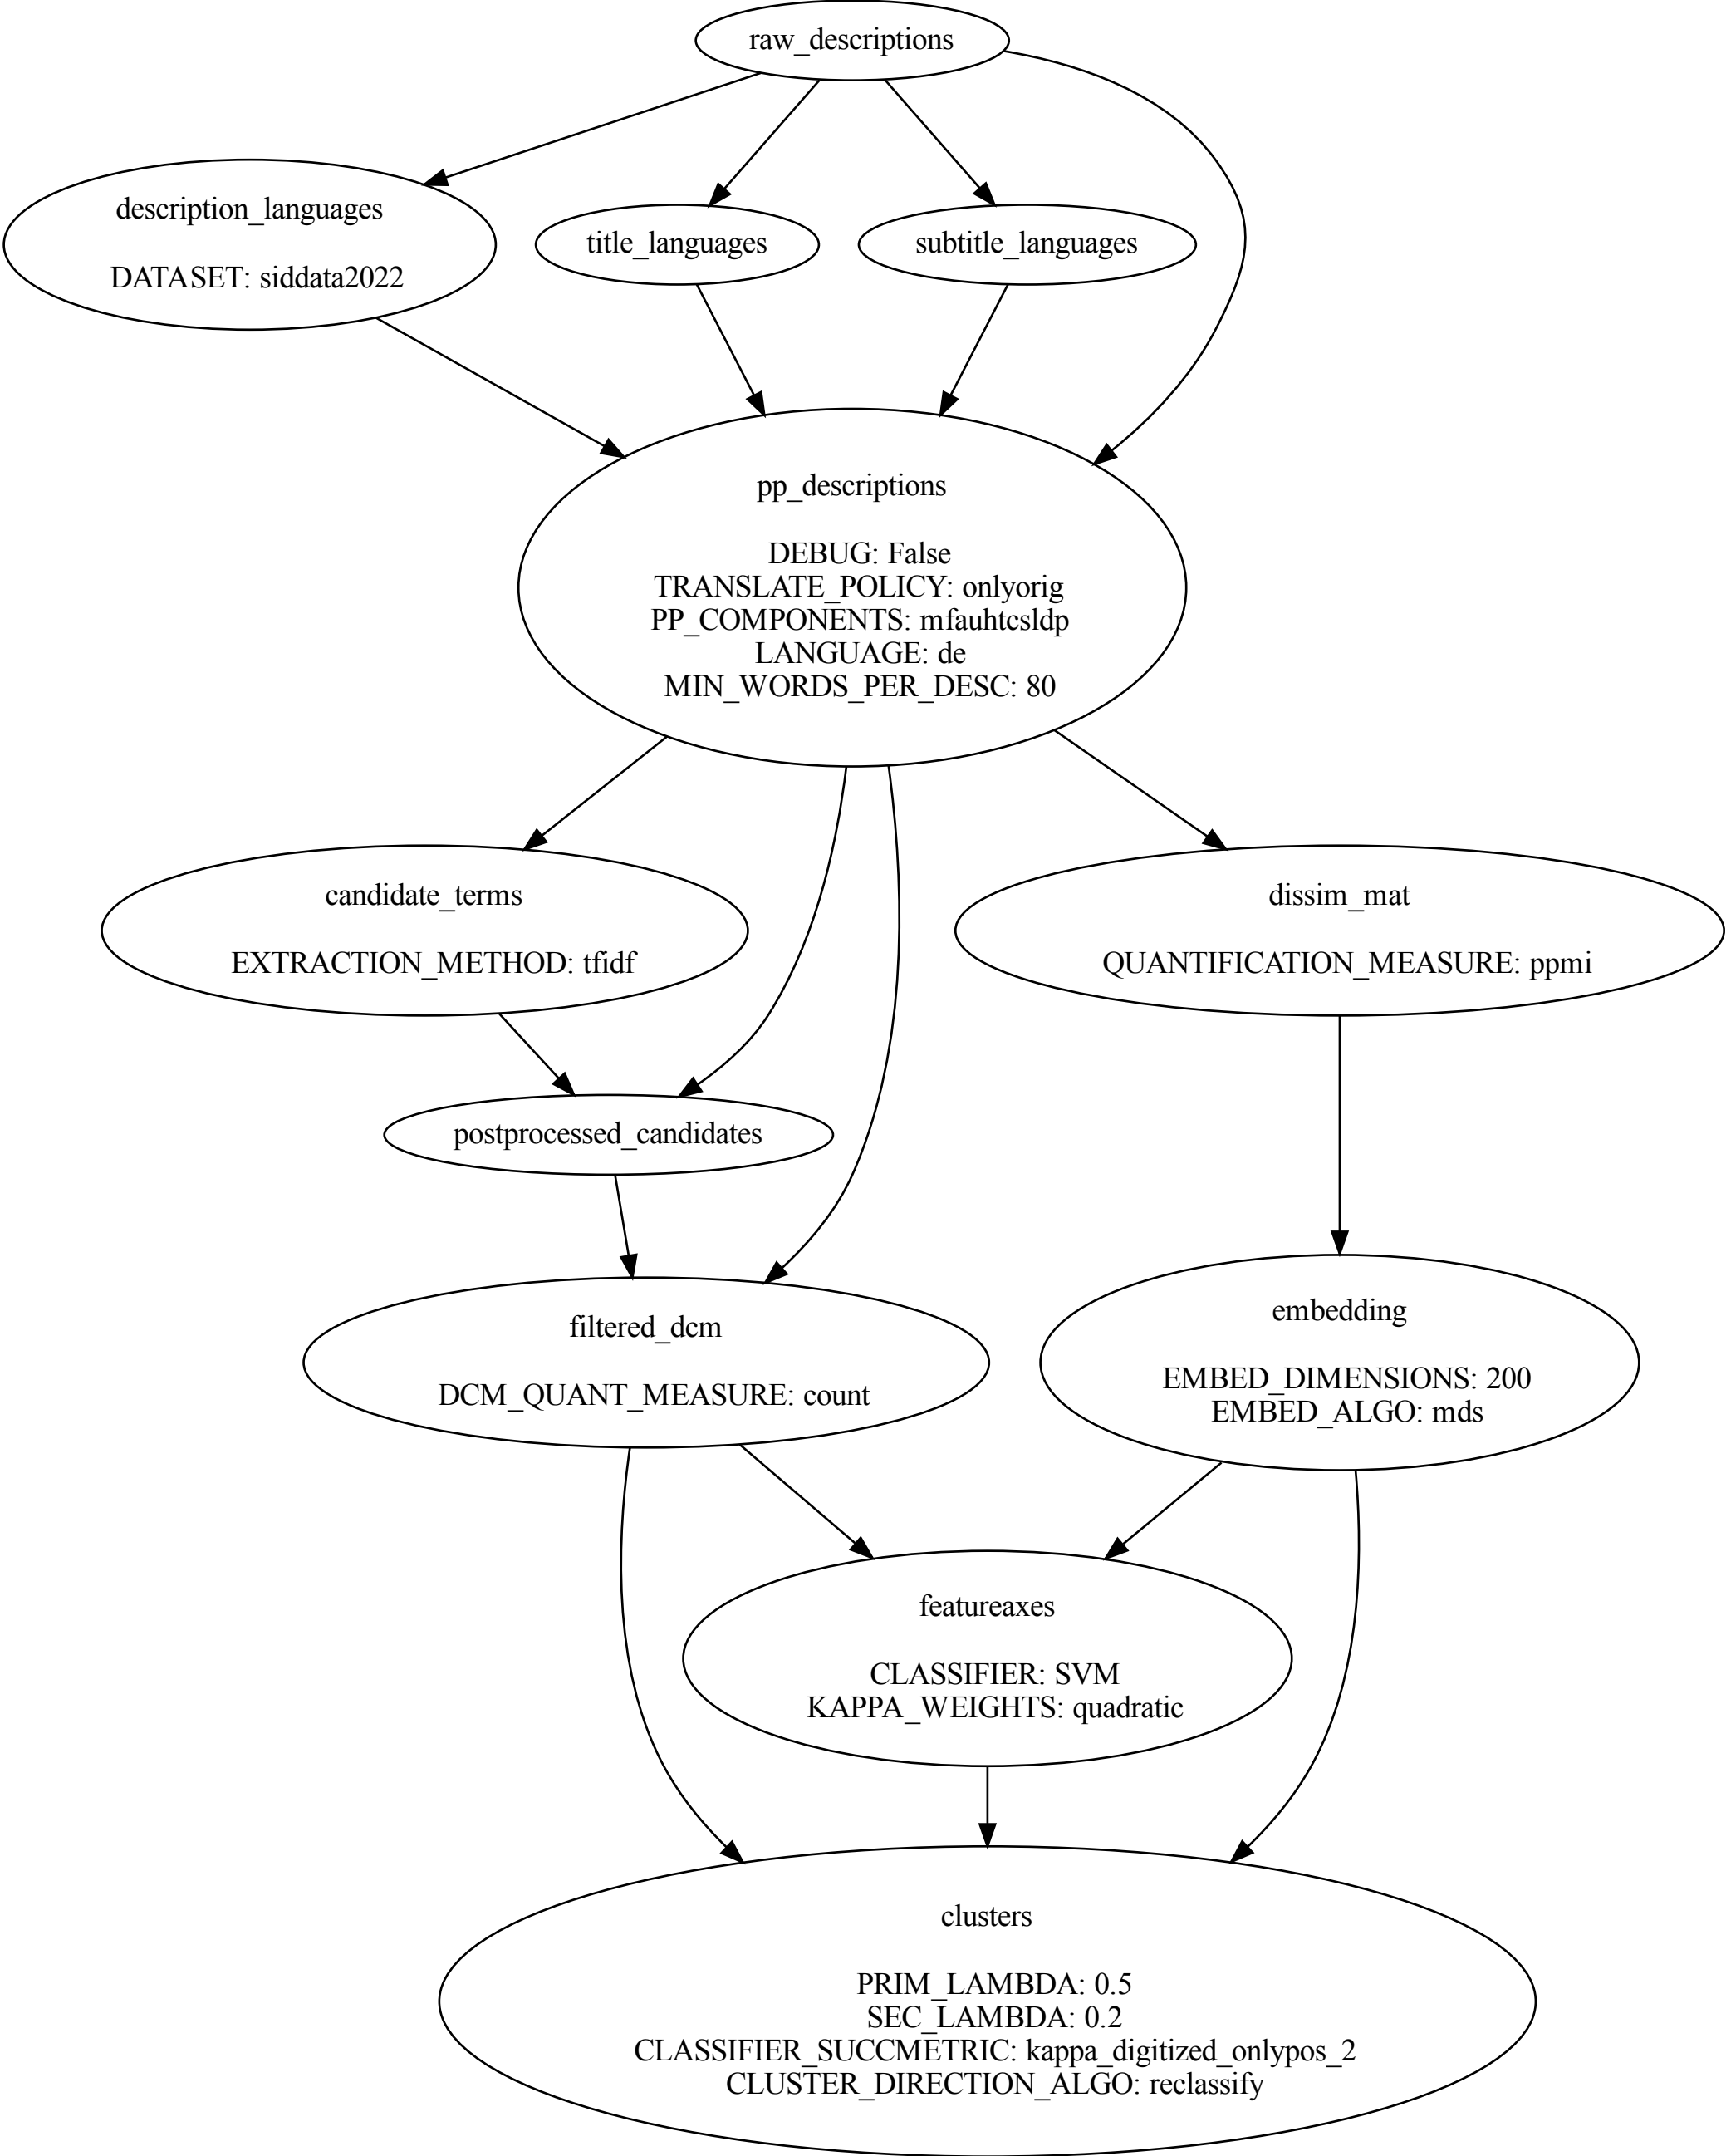 raw_descriptions
description_languages
DATASET: siddata2022
title_languages
subtitle_languages
pp_descriptions
DEBUG: False
TRANSLATE_POLICY: onlyorig
PP_COMPONENTS: mfauhtcsldp
LANGUAGE: de
MIN_WORDS_PER_DESC: 80
candidate_terms
EXTRACTION_METHOD: tfidf
dissim_mat
QUANTIFICATION_MEASURE: ppmi
postprocessed_candidates
filtered_dcm
DCM_QUANT_MEASURE: count
embedding
EMBED_DIMENSIONS: 200
EMBED_ALGO: mds
featureaxes
CLASSIFIER: SVM
KAPPA_WEIGHTS: quadratic
clusters
PRIM_LAMBDA: 0.5
SEC_LAMBDA: 0.2
CLASSIFIER_SUCCMETRIC: kappa_digitized_onlypos_2
CLUSTER_DIRECTION_ALGO: reclassify